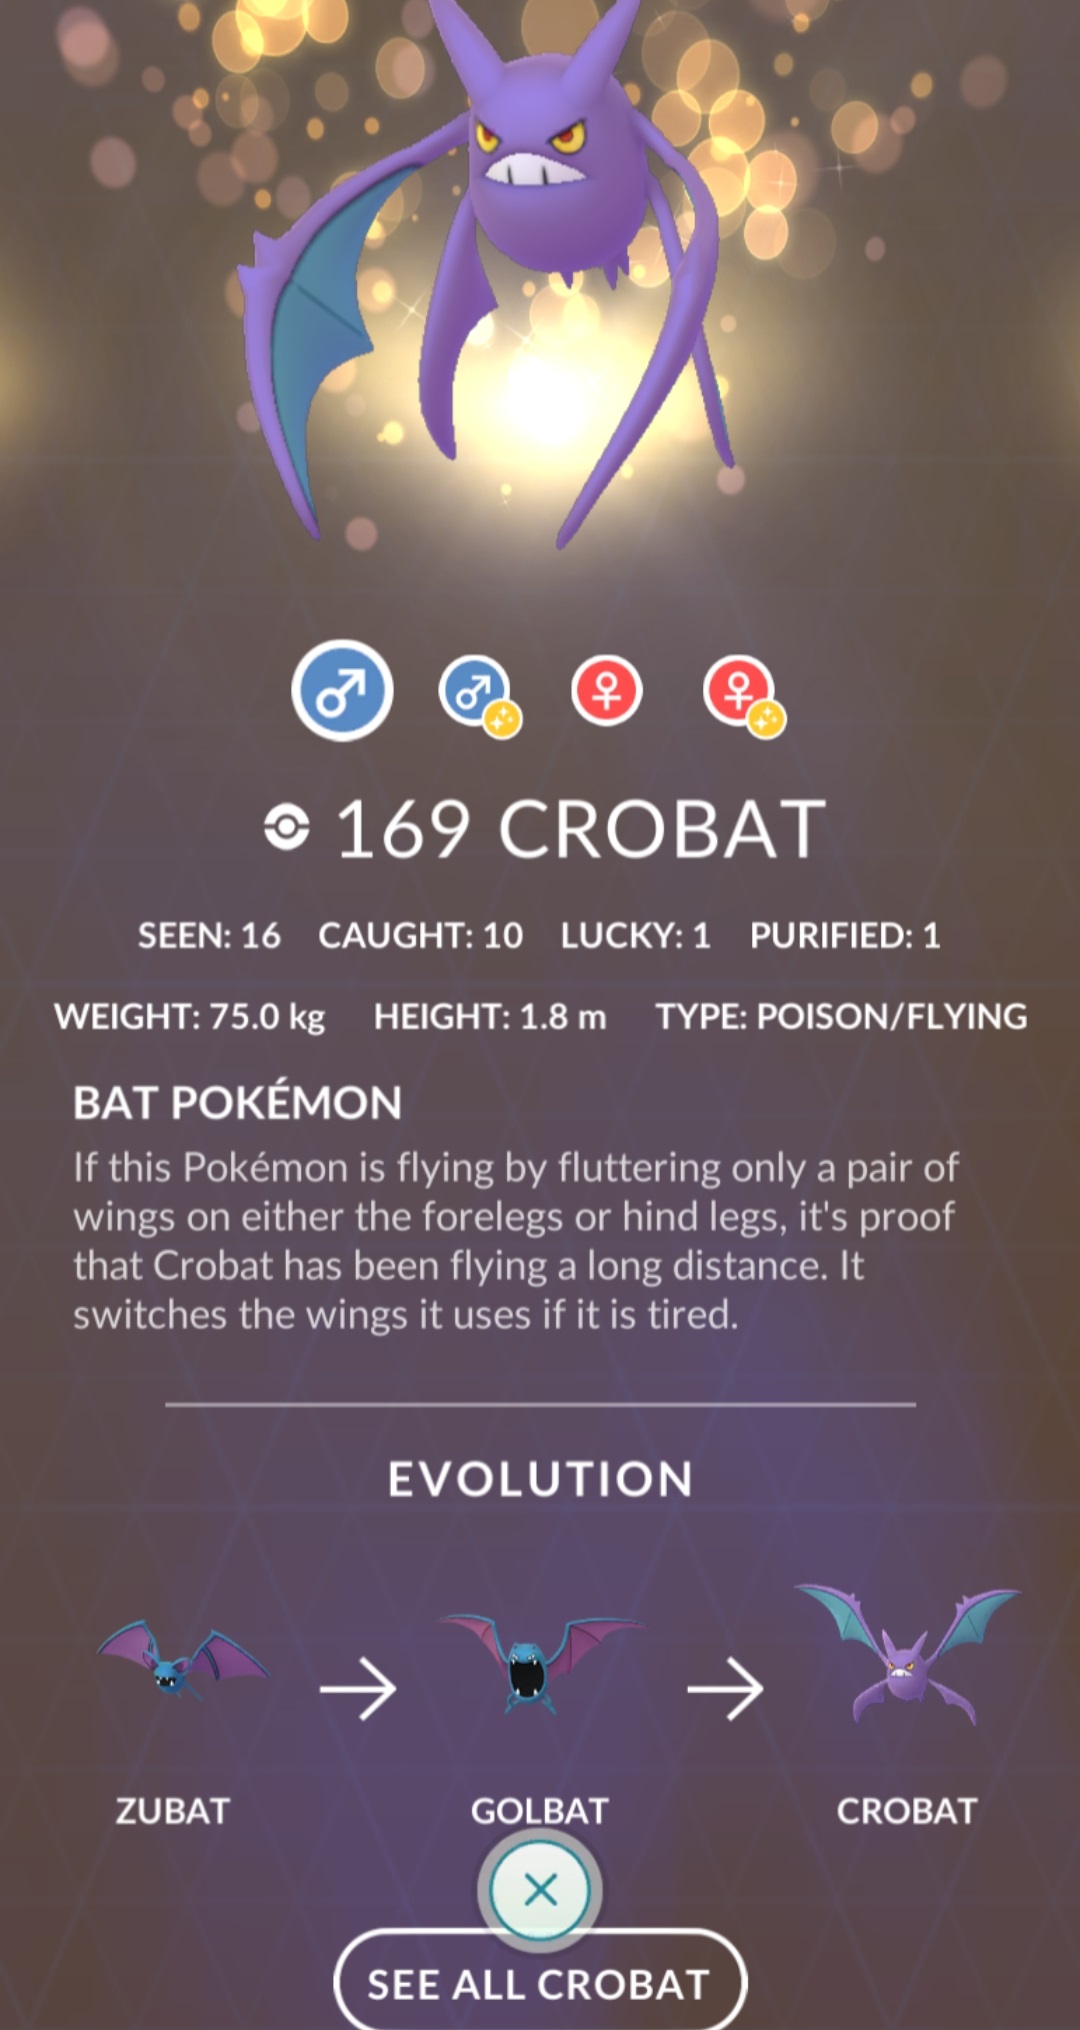 169 CROBAT
SEEN: 16 CAUGHT: 10 LUCKY: 1 PURIFIED: 1
WEIGHT: 75.0 kg HEIGHT: 1.8 m TYPE: POISON/FLYING
BAT POKÉMON
If this Pokémon is flying by fluttering only a pair of
wings on either the forelegs or hind legs, it's proof
that Crobat has been flying a long distance. It
switches the wings it uses if it is tired.
EVOLUTION
ZUBAT GOLBAT CROBAT
SEE ALL CROBAT